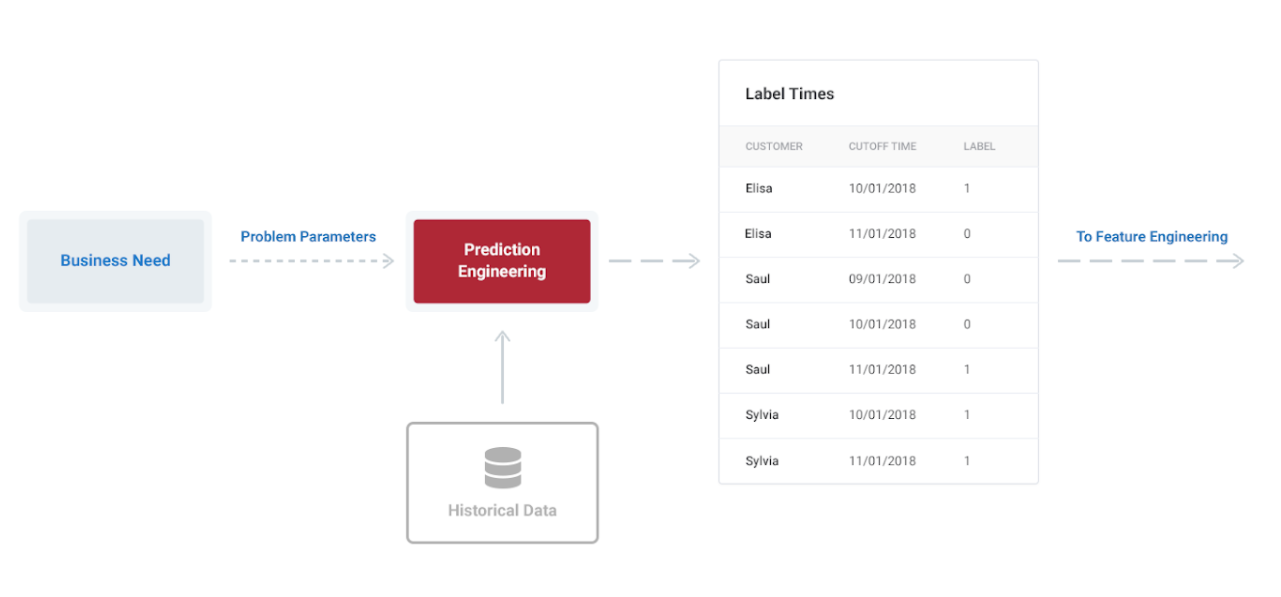 Business Need
Problem Parameters
Prediction
Engineering
Historical Data
Label Times
CUSTOMER CUTOFF TIME LABEL
Elisa 10/01/2018 1
Elisa 11/01/2018 0
Saul 09/01/2018 0
Saul 10/01/2018 0
Saul 11/01/2018 1
Sylvia 10/01/2018 1
Sylvia 11/01/2018 1
To Feature Engineering